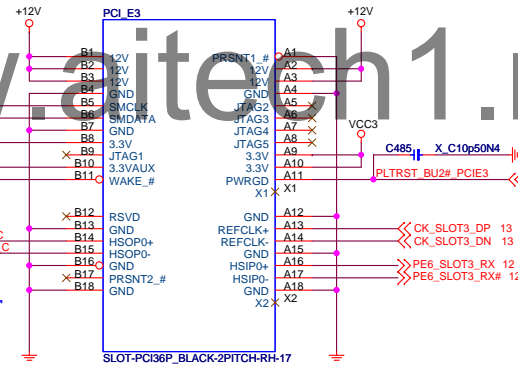 +12V PCI_E3 +12V
B1 12V PRSNT1_# A1
B2 12V 12V A2
B3 12V 12V A3
B4 GND GND A4
B5 SMCLK JTAG2 A5
B6 SMDATA JTAG3 A6
B7 GND JTAG4 A7
B8 3.3V JTAG5 A8
B9 JTAG1 3.3V A9
B10 3.3VAUX 3.3V A10
B11 WAKE_# PWRGD A11
X1 X1
VCC3
C485 X_C10p50N4
PLTRST_BU2#_PCIE3
B12 RSVD GND A12
B13 GND REFCLK+ A13 CK_SLOT3_DP 13
B14 HSOP0+ REFCLK- A14 CK_SLOT3_DN 13
C B15 HSOP0- GND A15
B16 GND HSIP0+ A16 PE6_SLOT3_RX 12
B17 PRSNT2_# HSIP0- A17 PE6_SLOT3_RX# 12
B18 GND GND A18
X2 X2
SLOT-PCI36P_BLACK-2PITCH-RH-17
.aitech1.